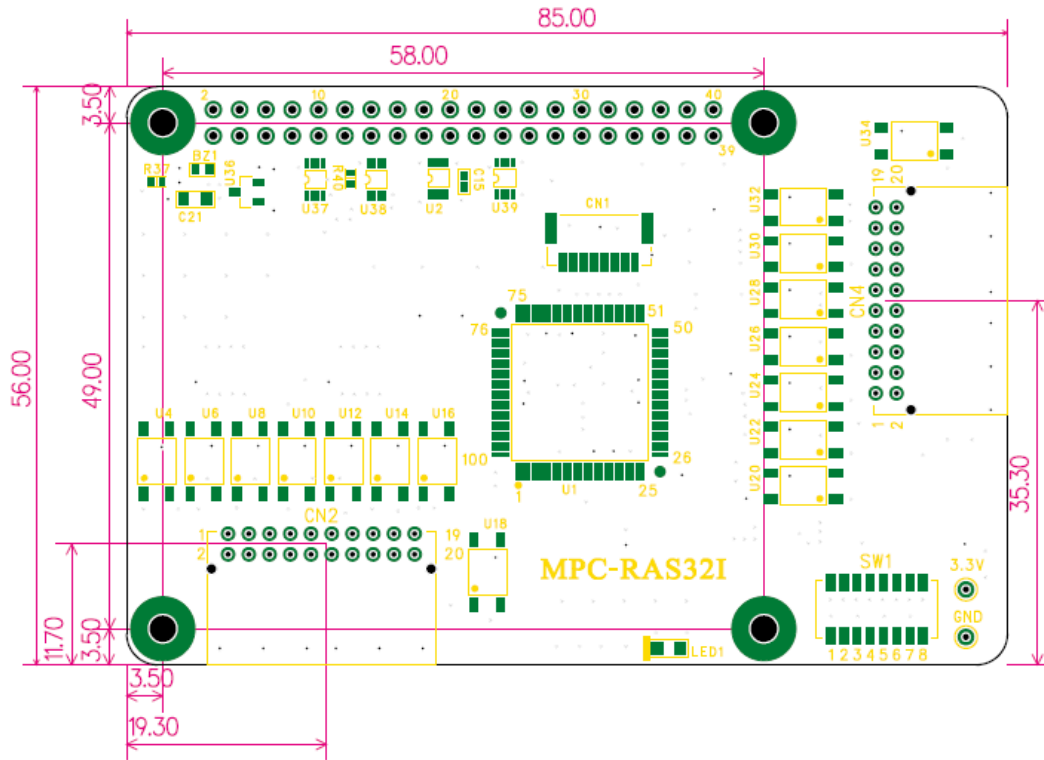 85.00
58.00
3.50
2 10 20 30 40
39
U34
R37 BZ1 U36 R40 C15
C21 U37 U38 U2 U39
19 20
CN1
U32
U30
U28
CN4
75 51
76 50
U26
56.00
49.00
U24
1 2
U4 U6 U8 U10 U12 U14 U16
U22
100 26
U20
1 U1 25
35.30
CN2
1 19
2 20
U18
MPC-RAS32I
SW1 3.3V
GND
11.70
3.50
LED1
1 2 3 4 5 6 7 8
3.50
19.30